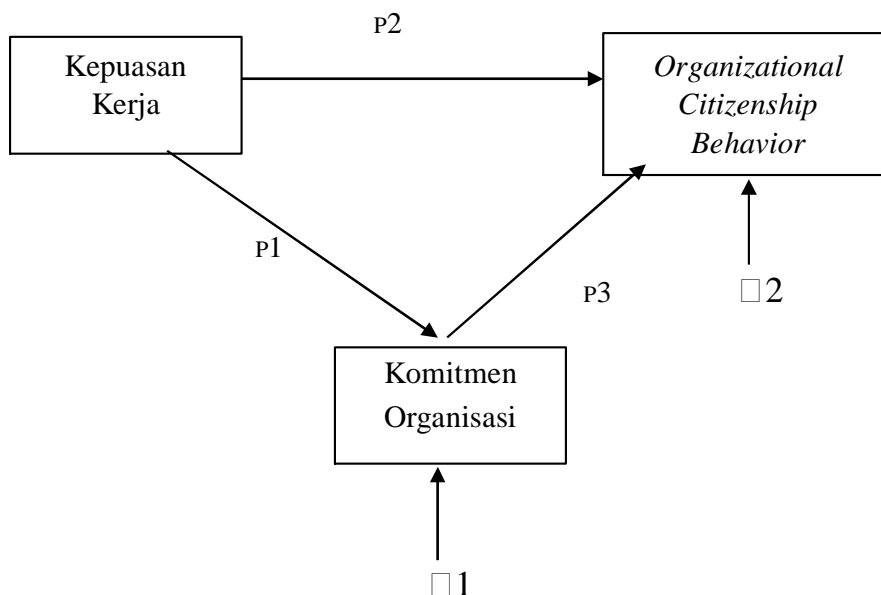 P2
Kepuasan
Kerja
Organizational
Citizenship
Behavior
P1
P3
□2
Komitmen
Organisasi
□1